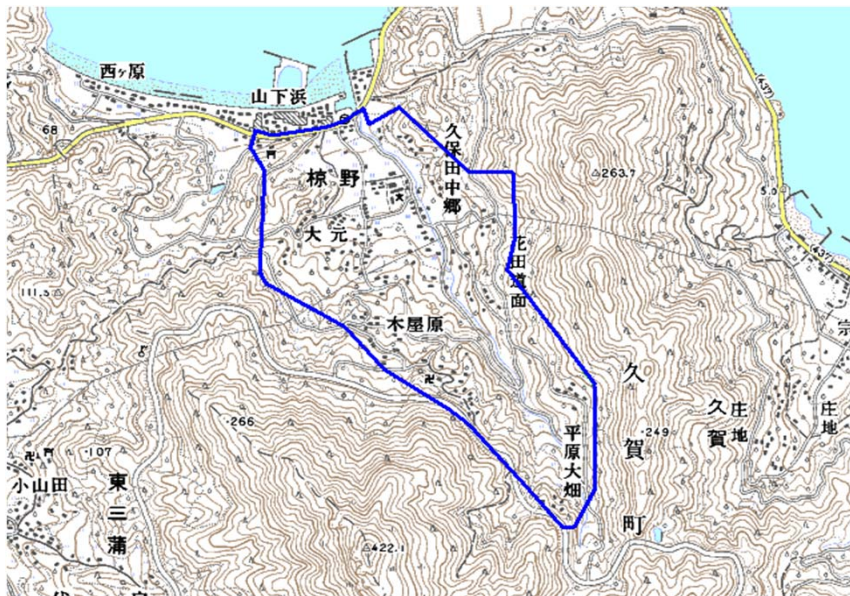 西ヶ原
山下浜
(437)
68
久保田中郷
椋野
263.7
5.0
大元
花田道面
(437)
111.5
木屋原
宗
久賀町
久賀
庄地
庄地
266
249
107
平原大畑
小山田
東三蒲
422.1